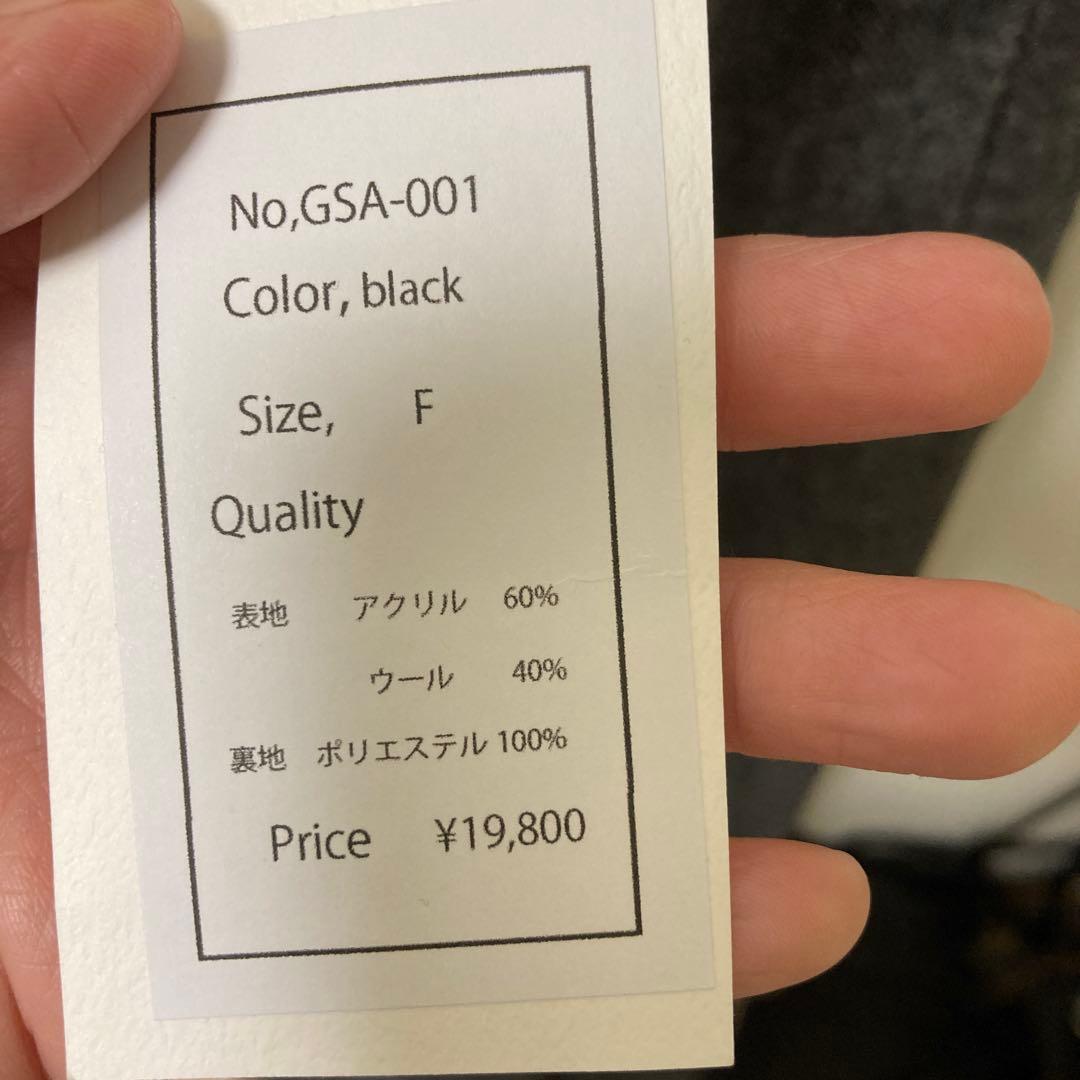 No,GSA-001
Color, black
Size, F
Quality
表地 アクリル 60%
ウール 40%
裏地 ポリエステル 100%
Price ¥19,800